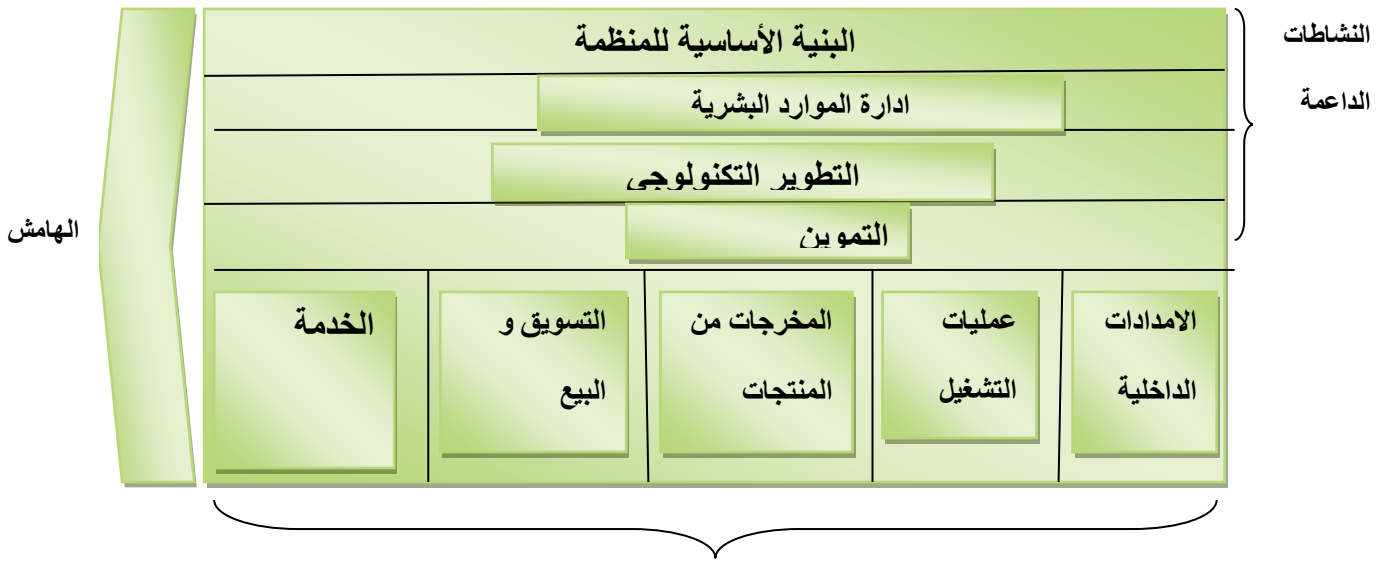 النشاطات
الداعمة
البنية الأساسية للمنظمة
ادارة الموارد البشرية
التطوير التكنولوجي
التموين
الامدادات
الداخلية
عمليات
التشغيل
المخرجات من
المنتجات
التسويق و
البيع
الخدمة
الهامش